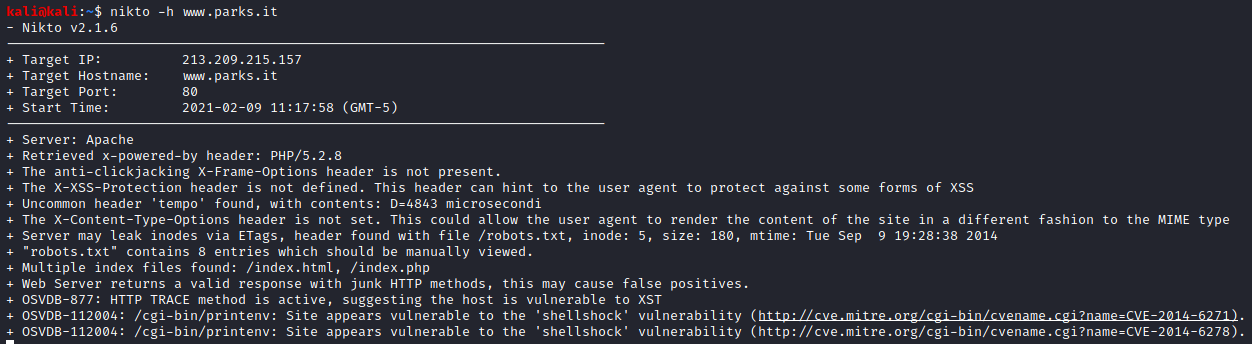 kali@kali:~$ nikto -h www.parks.it
- Nikto v2.1.6
---------------------------------------------------------------------------
+ Target IP:          213.209.215.157
+ Target Hostname:    www.parks.it
+ Target Port:        80
+ Start Time:         2021-02-09 11:17:58 (GMT-5)
---------------------------------------------------------------------------
+ Server: Apache
+ Retrieved x-powered-by header: PHP/5.2.8
+ The anti-clickjacking X-Frame-Options header is not present.
+ The X-XSS-Protection header is not defined. This header can hint to the user agent to protect against some forms of XSS
+ Uncommon header 'tempo' found, with contents: D=4843 microsecondi
+ The X-Content-Type-Options header is not set. This could allow the user agent to render the content of the site in a different fashion to the MIME type
+ Server may leak inodes via ETags, header found with file /robots.txt, inode: 5, size: 180, mtime: Tue Sep  9 19:28:38 2014
+ "robots.txt" contains 8 entries which should be manually viewed.
+ Multiple index files found: /index.html, /index.php
+ Web Server returns a valid response with junk HTTP methods, this may cause false positives.
+ OSVDB-877: HTTP TRACE method is active, suggesting the host is vulnerable to XST
+ OSVDB-112004: /cgi-bin/printenv: Site appears vulnerable to the 'shellshock' vulnerability (http://cve.mitre.org/cgi-bin/cvename.cgi?name=CVE-2014-6271).
+ OSVDB-112004: /cgi-bin/printenv: Site appears vulnerable to the 'shellshock' vulnerability (http://cve.mitre.org/cgi-bin/cvename.cgi?name=CVE-2014-6278).